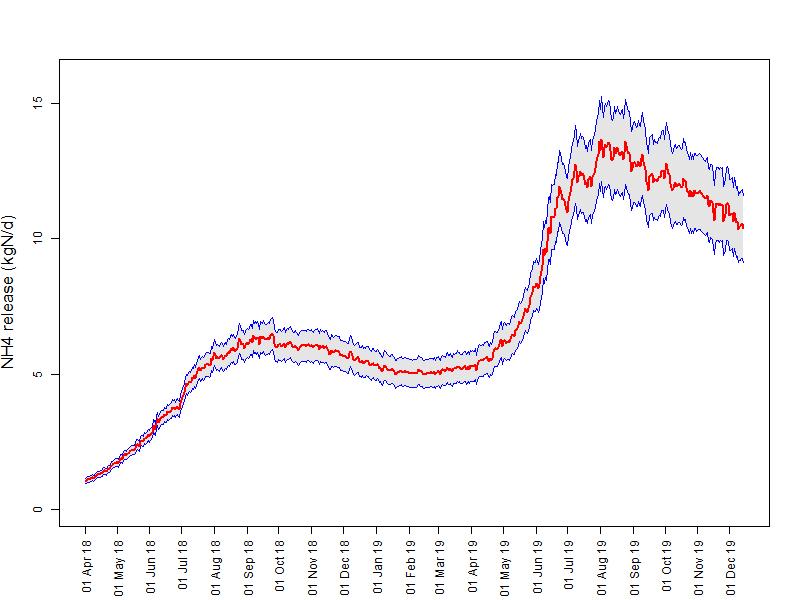 NH4 release (kgN/d)
15
10
5
0
01 Apr 18
01 May 18
01 Jun 18
01 Jul 18
01 Aug 18
01 Sep 18
01 Oct 18
01 Nov 18
01 Dec 18
01 Jan 19
01 Feb 19
01 Mar 19
01 Apr 19
01 May 19
01 Jun 19
01 Jul 19
01 Aug 19
01 Sep 19
01 Oct 19
01 Nov 19
01 Dec 19